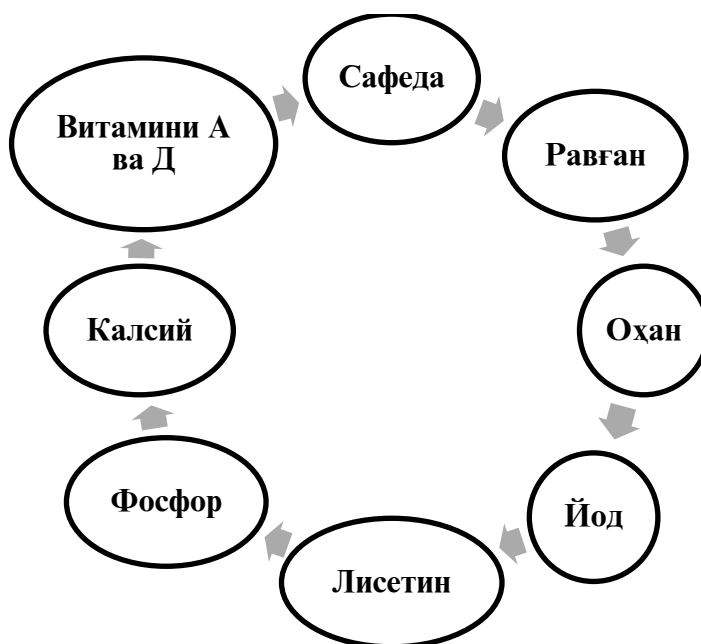 Сафеда
Равған
Оҳан
Йод
Лисетин
Фосфор
Калсий
Витамини А
ва Д